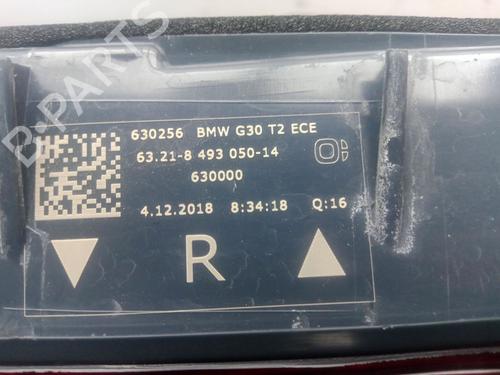 630256 BMW G30 T2 ECE
63.21-8 493 050-14
630000
4.12.2018 8:34:18 Q:16
R
B-PARTS